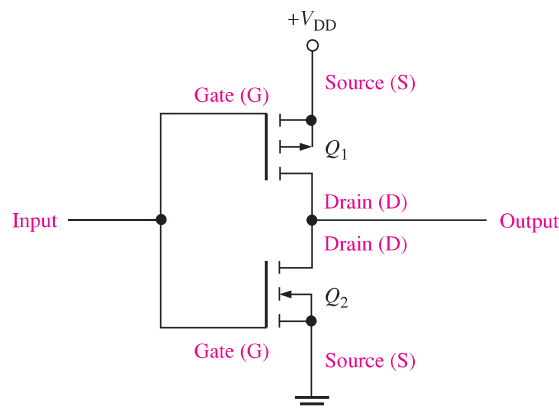 +V_DD
Source (S)
Gate (G)
Q_1
Drain (D)
Input
Output
Drain (D)
Q_2
Gate (G)
Source (S)